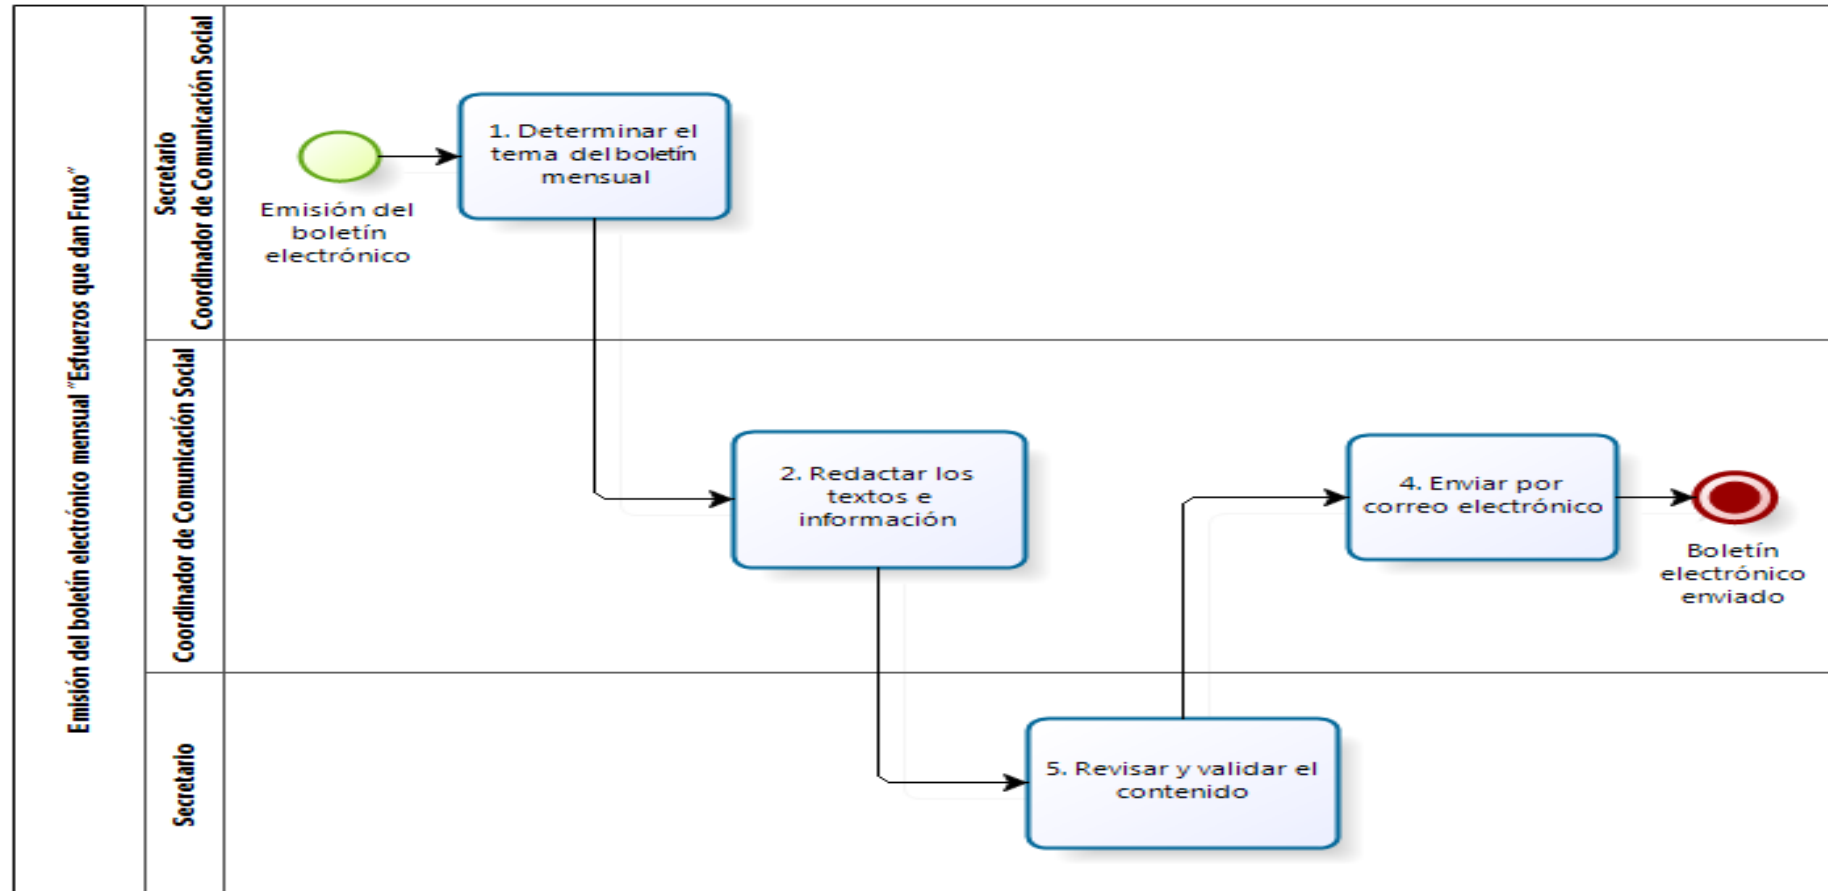 Emisión del boletín electrónico mensual "Esfuerzos que dan Fruto"
Secretario
Coordinador de Comunicación Social
Emisión del
boletín
electrónico
1. Determinar el
tema del boletín
mensual
Coordinador de Comunicación Social
2. Redactar los
textos e
información
4. Enviar por
correo electrónico
Boletín
electrónico
enviado
Secretario
5. Revisar y validar el
contenido